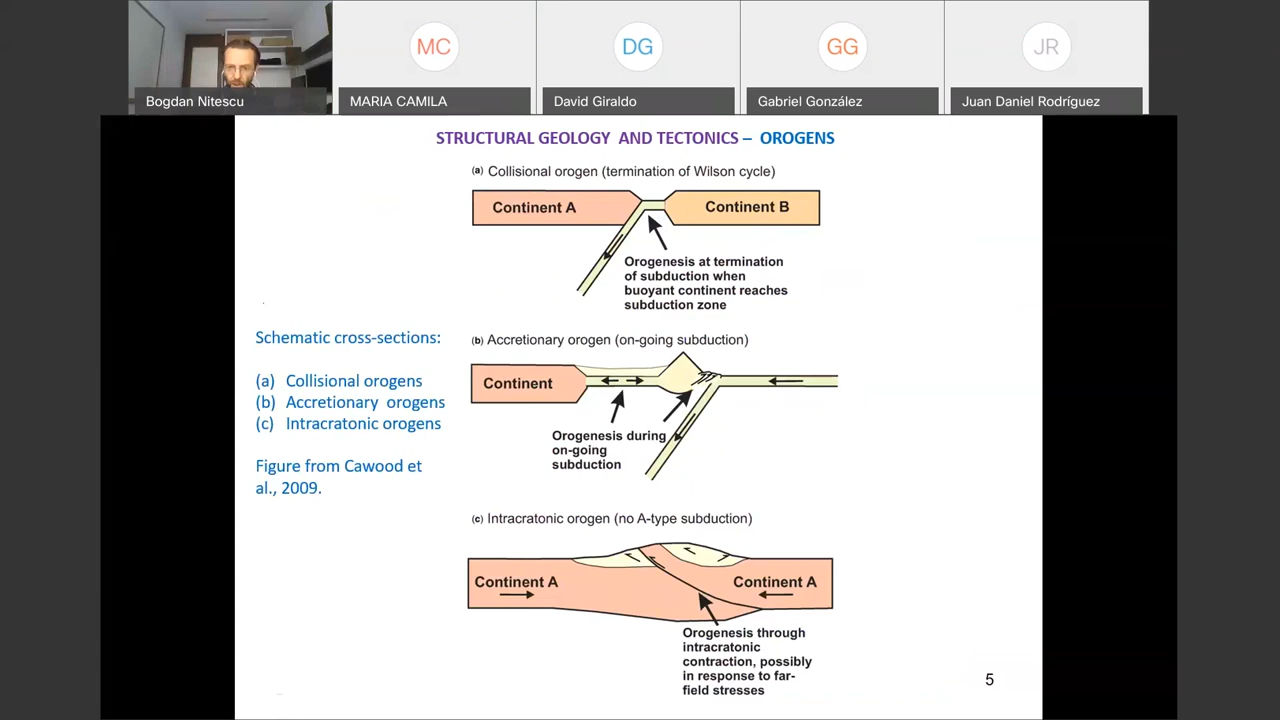 MC
DG
GG
JR
Bogdan Nitescu
MARIA CAMILA
David Giraldo
Gabriel González
Juan Daniel Rodríguez
STRUCTURAL GEOLOGY AND TECTONICS – OROGENS
(a) Collisional orogen (termination of Wilson cycle)
Continent A
Continent B
Orogenesis at termination
of subduction when
buoyant continent reaches
subduction zone
Schematic cross-sections:
(a) Collisional orogens
(b) Accretionary orogens
(c) Intracratonic orogens
Figure from Cawood et
al., 2009.
(b) Accretionary orogen (on-going subduction)
Continent
Orogenesis during
on-going
subduction
(c) Intracratonic orogen (no A-type subduction)
Continent A
Continent A
Orogenesis through
intracratonic
contraction, possibly
in response to far-
field stresses
5